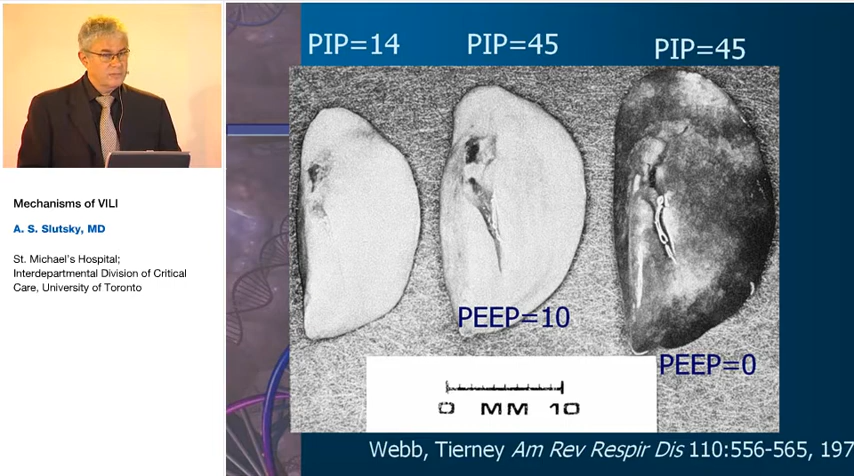 Mechanisms of VILI
A. S. Slutsky, MD
St. Michael's Hospital;
Interdepartmental Division of Critical
Care, University of Toronto
PIP=14 PIP=45 PIP=45
PEEP=10
PEEP=0
0 MM 10
Webb, Tierney Am Rev Respir Dis 110:556-565, 197